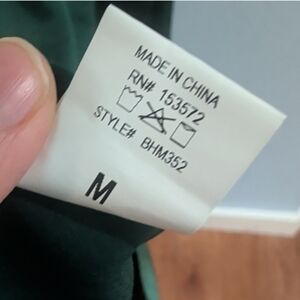 MADE IN CHINA
RN# 153572
STYLE# BHM352
M